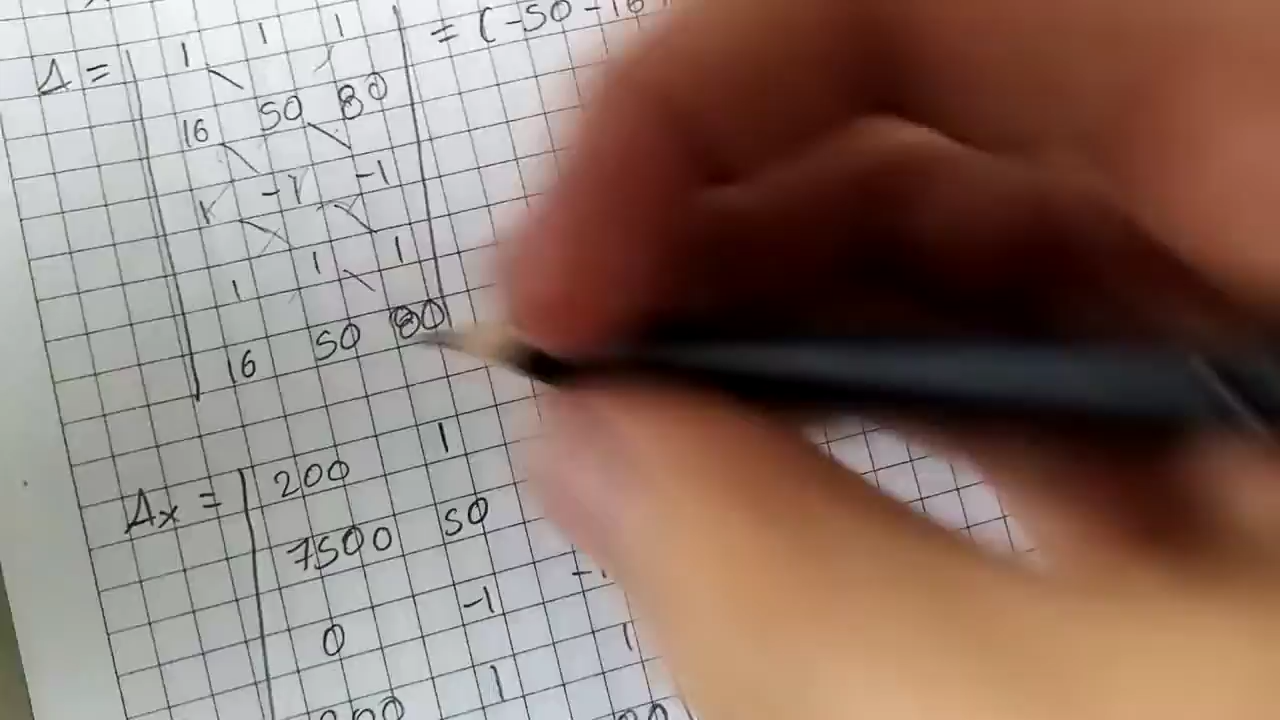 Δ = | 1 1 1 | = (-50 -16
16 50 80
1 -1 -1
1 1 1
16 50 80
Δx = | 200 1
7500 50
0 -1
1
1